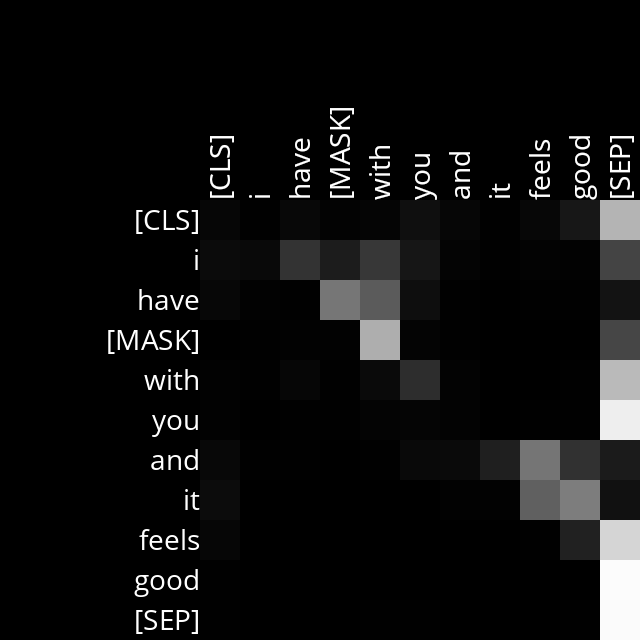 [CLS]
i
have
[MASK]
with
you
and
it
feels
good
[SEP]
[CLS]
i
have
[MASK]
with
you
and
it
feels
good
[SEP]